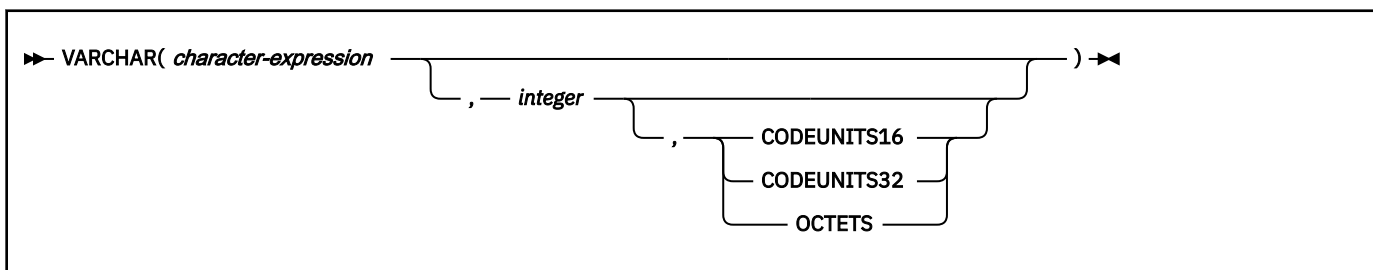 VARCHAR( character-expression )
, integer
, CODEUNITS16
CODEUNITS32
OCTETS